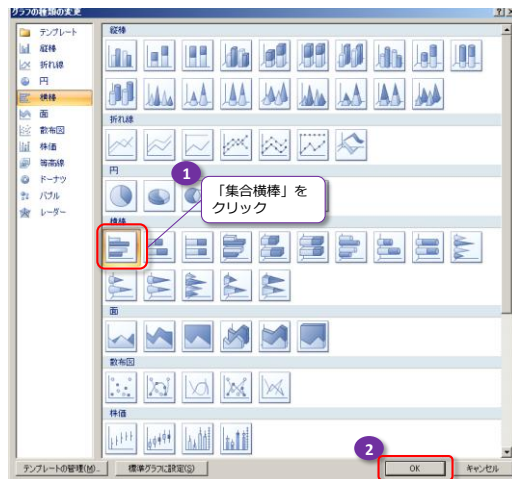 グラフの種類の変更
テンプレート
縦棒
折れ線
円
横棒
面
散布図
株価
等高線
ドーナツ
バブル
レーダー
縦棒
折れ線
円
1
「集合横棒」を
クリック
横棒
面
散布図
株価
2
テンプレートの管理(M)...
標準グラフに設定(S)
OK
キャンセル